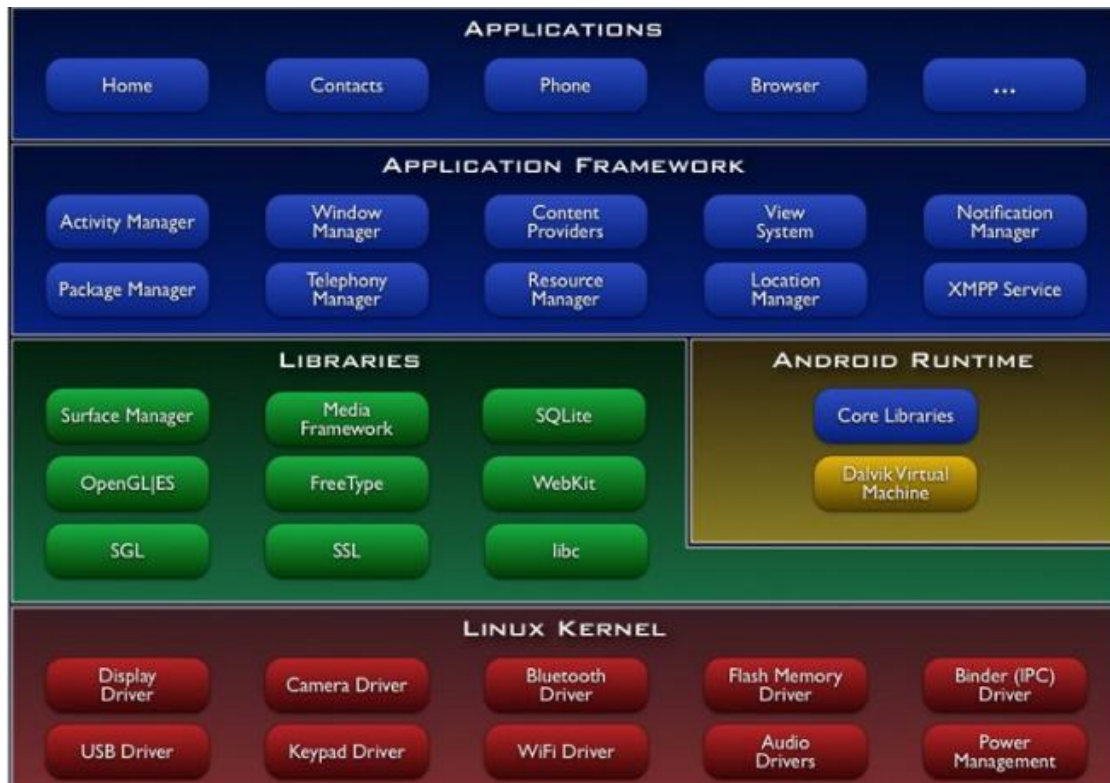 APPLICATIONS
Home
Contacts
Phone
Browser
...
APPLICATION FRAMEWORK
Activity Manager
Window
Manager
Content
Providers
View
System
Notification
Manager
Package Manager
Telephony
Manager
Resource
Manager
Location
Manager
XMPP Service
LIBRARIES
Surface Manager
Media
Framework
SQLite
OpenGL|ES
FreeType
WebKit
SGL
SSL
libc
ANDROID RUNTIME
Core Libraries
Dalvik Virtual
Machine
LINUX KERNEL
Display
Driver
Camera Driver
Bluetooth
Driver
Flash Memory
Driver
Binder (IPC)
Driver
USB Driver
Keypad Driver
WiFi Driver
Audio
Drivers
Power
Management